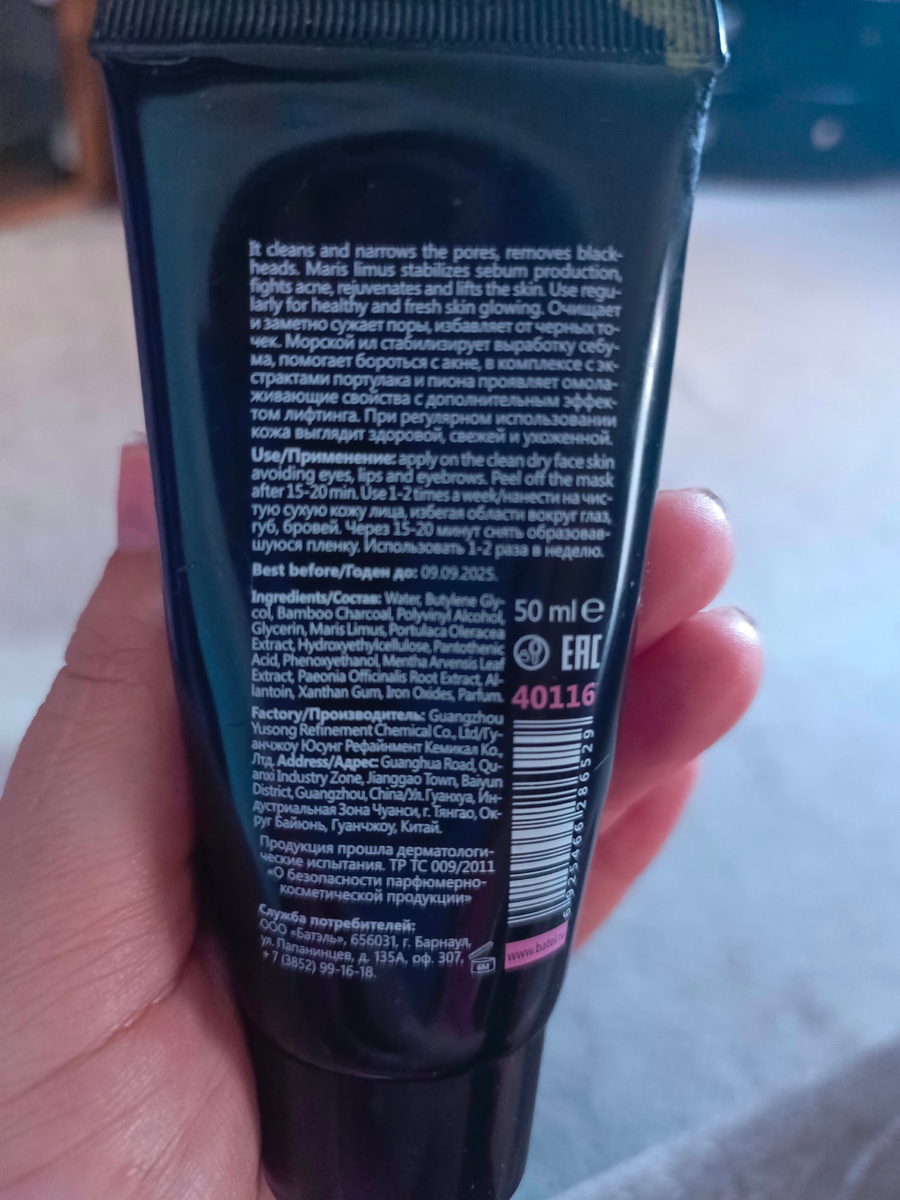 It cleans and narrows the pores, removes black-
heads. Maris limus stabilizes sebum production,
fights acne, rejuvenates and lifts the skin. Use regu-
larly for healthy and fresh skin glowing. Очищает
и заметно сужает поры, избавляет от черных то-
чек. Морской ил стабилизирует выработку себу-
ма, помогает бороться с акне, в комплексе с эк-
страктами портулака и пиона проявляет омола-
живающие свойства с дополнительным эффек-
том лифтинга. При регулярном использовании
кожа выглядит здоровой, свежей и ухоженной.
Use/Применение: apply on the clean dry face skin
avoiding eyes, lips and eyebrows. Peel off the mask
after 15-20 min. Use 1-2 times a week/нанести на чис-
тую сухую кожу лица, избегая области вокруг глаз,
губ, бровей. Через 15-20 минут снять образовав-
шуюся пленку. Использовать 1-2 раза в неделю.
Best before/Годен до: 09.09.2025.
Ingredients/Состав: Water, Butylene Gly-
col, Bamboo Charcoal, Polyvinyl Alcohol,
Glycerin, Maris Limus, Portulaca Oleracea
Extract, Hydroxyethylcellulose, Pantothenic
Acid, Phenoxyethanol, Mentha Arvensis Leaf
Extract, Paeonia Officinalis Root Extract, Al-
lantoin, Xanthan Gum, Iron Oxides, Parfum.
Factory/Производитель: Guangzhou
Yusong Refinement Chemical Co., Ltd/Гу-
анчжоу Юсунг Рефайнмент Кемикал Ко.,
Лтд. Address/Адрес: Guanghua Road, Qu-
anxi Industry Zone, Jianggao Town, Baiyun
District, Guangzhou, China/Ул. Гуанхуа, Ин-
дустриальная Зона Чуанси, г. Тянгао, Ок-
руг Байюнь, Гуанчжоу, Китай.
Продукция прошла дерматологи-
ческие испытания. ТР ТС 009/2011
«О безопасности парфюмерно-
косметической продукции»
Служба потребителей:
ООО «Батэль», 656031, г. Барнаул,
ул. Папанинцев, д. 135А, оф. 307,
+7 (3852) 99-16-18.
6M
50 ml e
EAC
40116
6 925466 286529
www.batel.ru